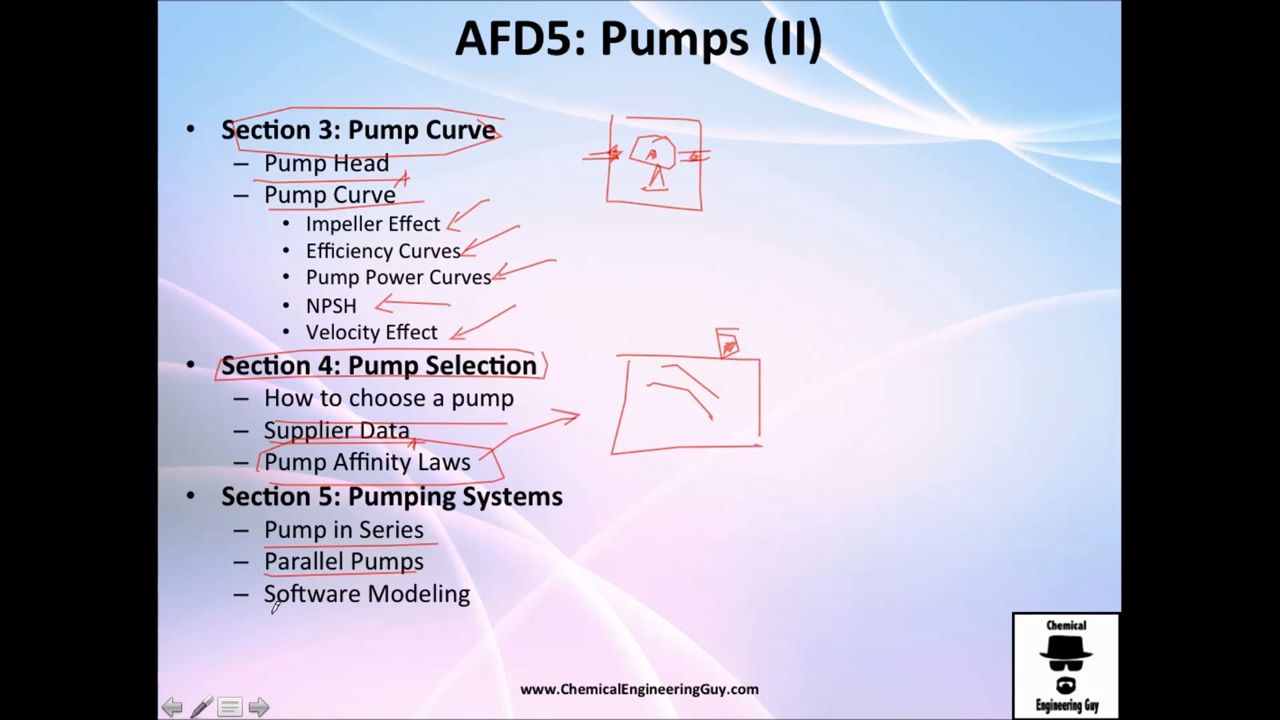 AFD5: Pumps (II)
• Section 3: Pump Curve
– Pump Head
– Pump Curve
• Impeller Effect
• Efficiency Curves
• Pump Power Curves
• NPSH
• Velocity Effect
• Section 4: Pump Selection
– How to choose a pump
– Supplier Data
– Pump Affinity Laws
• Section 5: Pumping Systems
– Pump in Series
– Parallel Pumps
– Software Modeling
www.ChemicalEngineeringGuy.com
Chemical
Engineering Guy